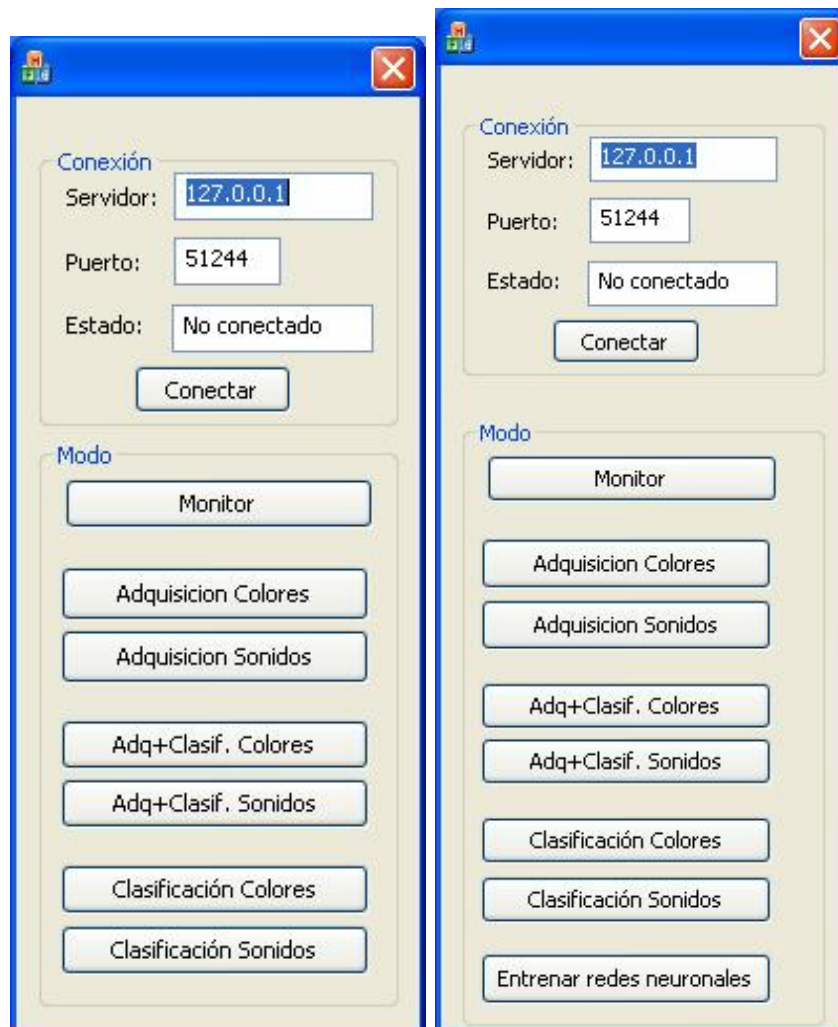 Conexión
Servidor: 127.0.0.1
Puerto: 51244
Estado: No conectado
Conectar
Modo
Monitor
Adquisicion Colores
Adquisicion Sonidos
Adq+Clasif. Colores
Adq+Clasif. Sonidos
Clasificación Colores
Clasificación Sonidos
Conexión
Servidor: 127.0.0.1
Puerto: 51244
Estado: No conectado
Conectar
Modo
Monitor
Adquisicion Colores
Adquisicion Sonidos
Adq+Clasif. Colores
Adq+Clasif. Sonidos
Clasificación Colores
Clasificación Sonidos
Entrenar redes neuronales